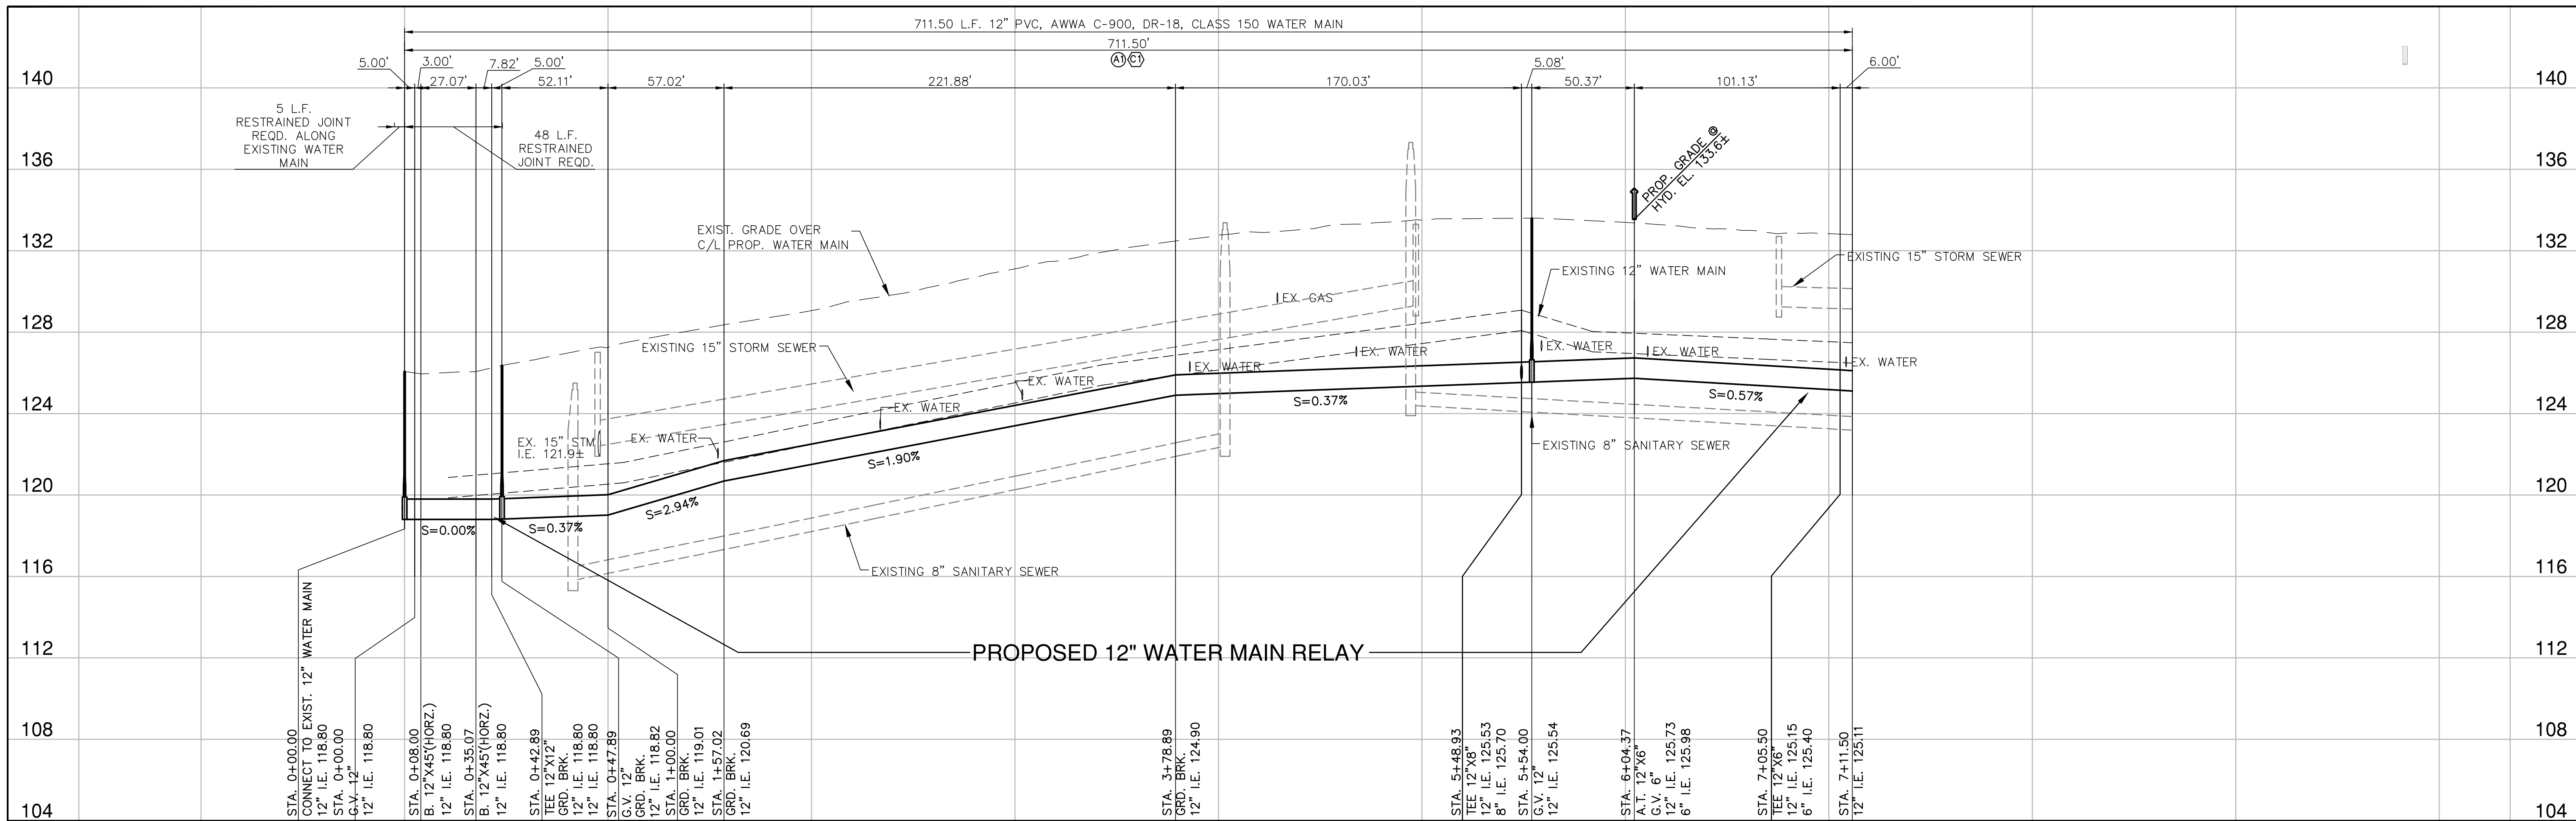 711.50 L.F. 12" PVC, AWWA C-900, DR-18, CLASS 150 WATER MAIN
711.50'
A1 C1
5.00'
3.00'
7.82'
5.00'
5.08'
6.00'
27.07'
52.11'
57.02'
221.88'
170.03'
50.37'
101.13'
140
140
5 L.F.
RESTRAINED JOINT
REQD. ALONG
EXISTING WATER
MAIN
48 L.F.
RESTRAINED
JOINT REQD.
136
136
PROP. GRADE @
HYD. EL. 133.6±
EXIST. GRADE OVER
C/L PROP. WATER MAIN
132
132
EXISTING 15" STORM SEWER
EXISTING 12" WATER MAIN
EX. GAS
128
128
EXISTING 15" STORM SEWER
EX. WATER
EX. WATER
EX. WATER
EX. WATER
EX. WATER
EX. WATER
EX. WATER
EX. WATER
124
124
S=0.37%
S=0.57%
EX. 15" STM
I.E. 121.9±
EXISTING 8" SANITARY SEWER
S=1.90%
120
120
S=2.94%
S=0.00%
S=0.37%
116
116
EXISTING 8" SANITARY SEWER
112
112
PROPOSED 12" WATER MAIN RELAY
108
108
104
104
STA. 0+00.00
CONNECT TO EXIST. 12" WATER MAIN
12" I.E. 118.80
STA. 0+00.00
G.V. 12"
12" I.E. 118.80
STA. 0+08.00
B. 12"X45°(HORZ.)
12" I.E. 118.80
STA. 0+35.07
B. 12"X45°(HORZ.)
12" I.E. 118.80
STA. 0+42.89
TEE 12"X12"
GRD. BRK.
12" I.E. 118.80
12" I.E. 118.80
STA. 0+47.89
G.V. 12"
GRD. BRK.
12" I.E. 118.82
STA. 1+00.00
GRD. BRK.
12" I.E. 119.01
STA. 1+57.02
GRD. BRK.
12" I.E. 120.69
STA. 3+78.89
GRD. BRK.
12" I.E. 124.90
STA. 5+48.93
TEE 12"X8"
12" I.E. 125.53
8" I.E. 125.70
STA. 5+54.00
G.V. 12"
12" I.E. 125.54
STA. 6+04.37
A.T. 12"X6"
G.V. 6"
12" I.E. 125.73
6" I.E. 125.98
STA. 7+05.50
TEE 12"X6"
12" I.E. 125.15
6" I.E. 125.40
STA. 7+11.50
12" I.E. 125.11